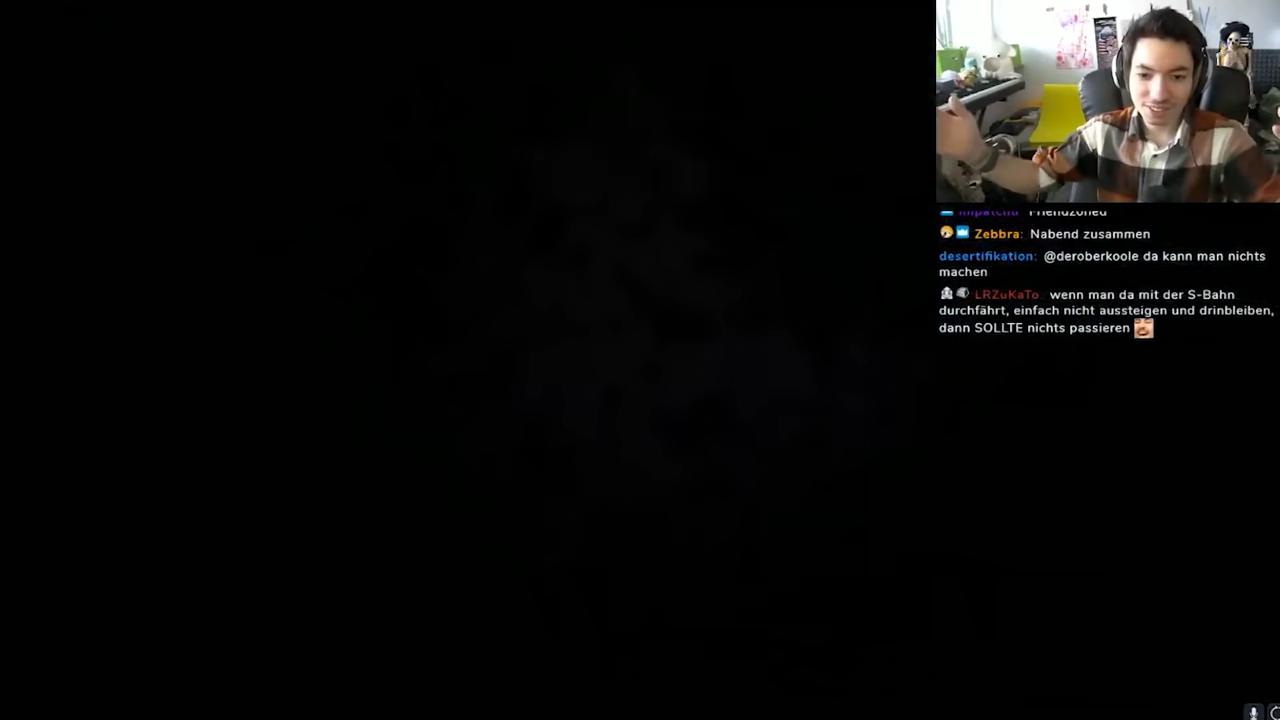 Friendzoned
Zebbra: Nabend zusammen
desertifikation: @deroberkoole da kann man nichts
machen
LRZuKaTo: wenn man da mit der S-Bahn
durchfährt, einfach nicht aussteigen und drinbleiben,
dann SOLLTE nichts passieren